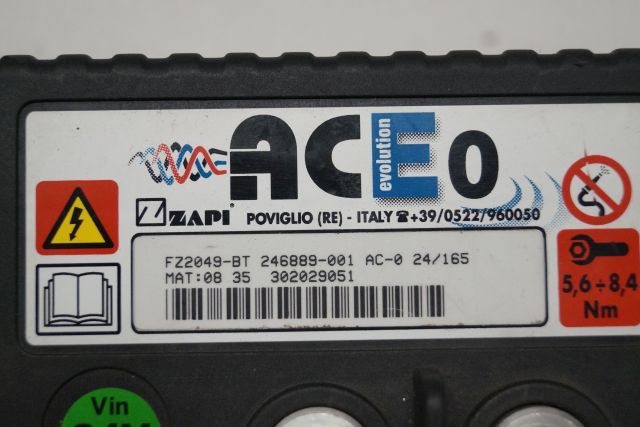 ACE0
evolution
ZAPI® POVIGLIO (RE) - ITALY ☎+39/0522/960050
FZ2049-BT 246889-001 AC-0 24/165
MAT:08 35 302029051
5,6÷8,4
Nm
Vin